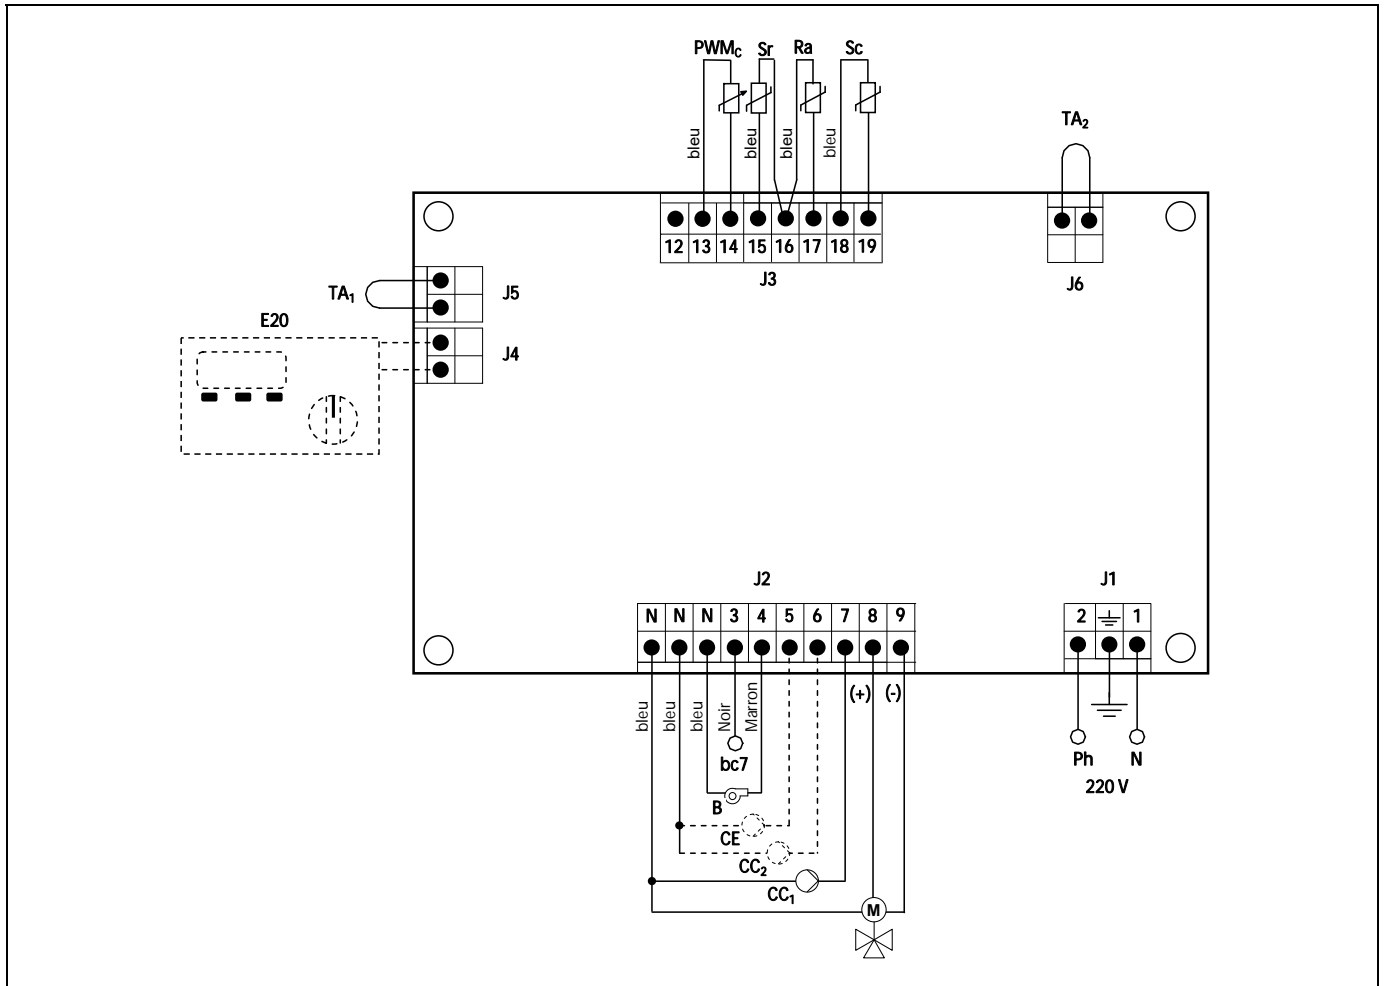 PWMC Sr Ra Sc
bleu bleu bleu bleu
TA2
12 13 14 15 16 17 18 19
J3
J6
TA1
J5
E20
J4
J2
J1
N N N 3 4 5 6 7 8 9
2 1
bleu bleu bleu Noir Marron (+) (-)
bc7
Ph N
220 V
B
CE
CC2
CC1
M